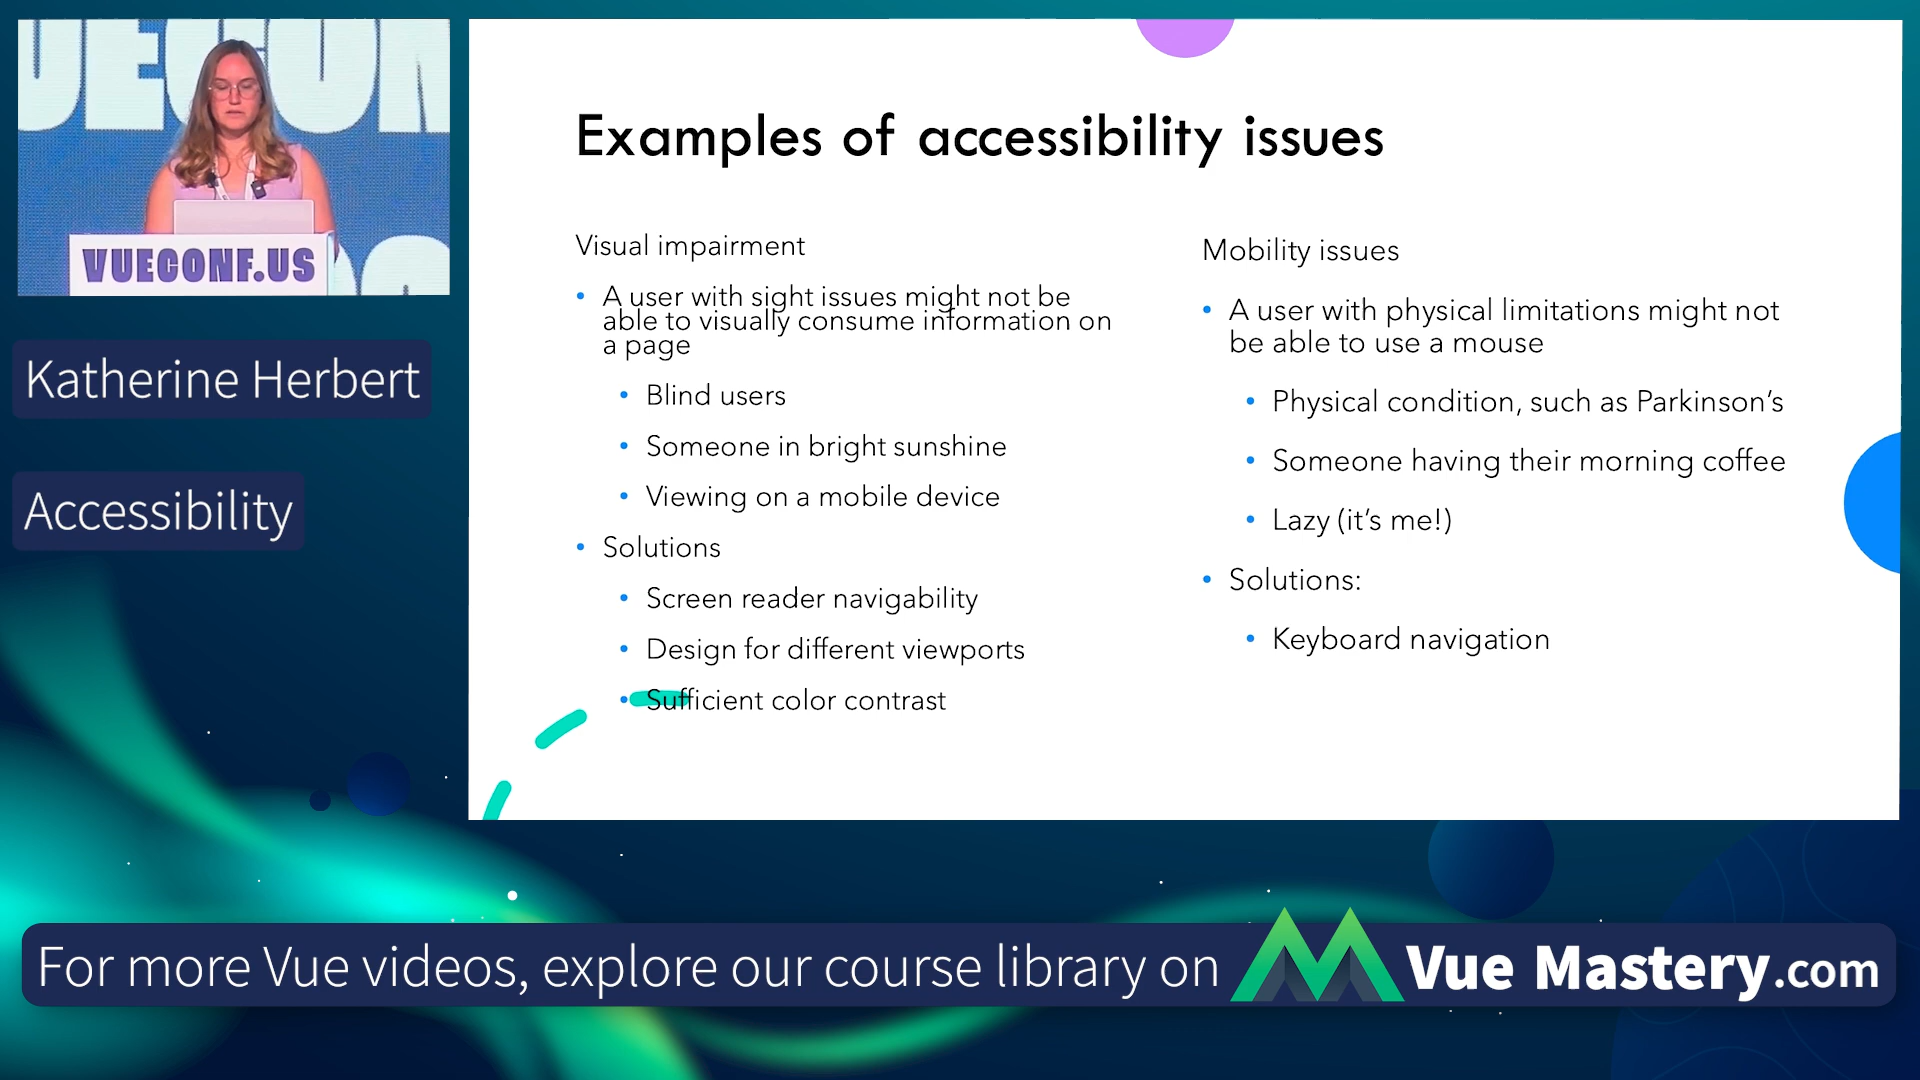 VUECONF.US
Katherine Herbert
Accessibility
Examples of accessibility issues
Visual impairment
• A user with sight issues might not be
able to visually consume information on
a page
• Blind users
• Someone in bright sunshine
• Viewing on a mobile device
• Solutions
• Screen reader navigability
• Design for different viewports
• Sufficient color contrast
Mobility issues
• A user with physical limitations might not
be able to use a mouse
• Physical condition, such as Parkinson’s
• Someone having their morning coffee
• Lazy (it’s me!)
• Solutions:
• Keyboard navigation
For more Vue videos, explore our course library on Vue Mastery.com